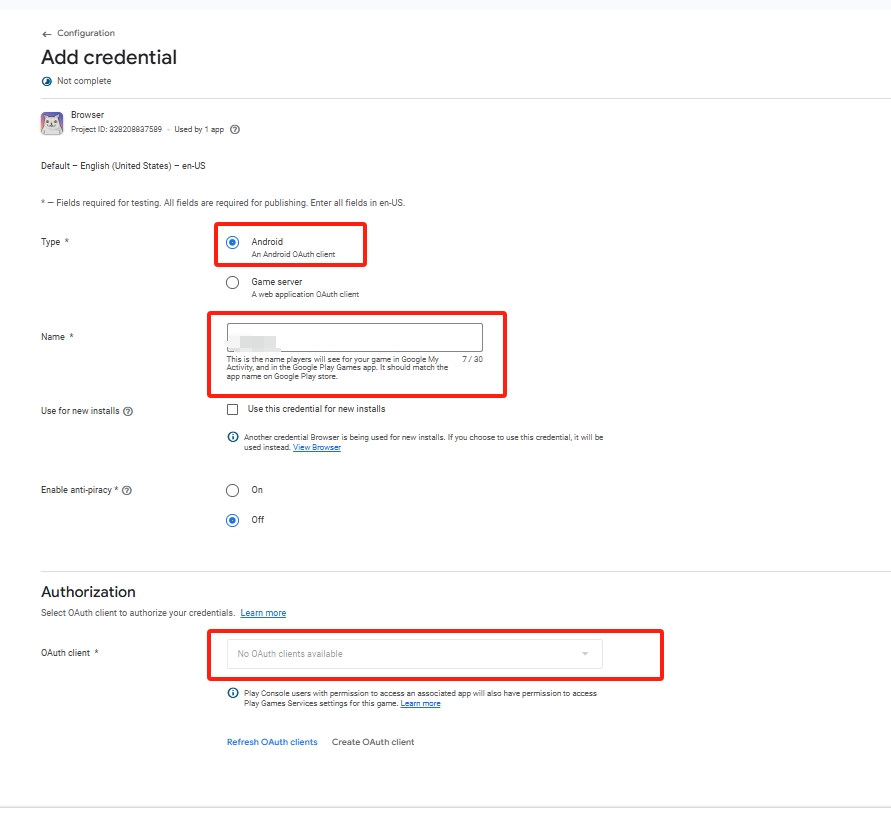 Configuration
Add credential
Not complete
Browser
Project ID: 328208837589 · Used by 1 app
Default – English (United States) – en-US
* — Fields required for testing. All fields are required for publishing. Enter all fields in en-US.
Type *
Android
An Android OAuth client
Game server
A web application OAuth client
Name *
This is the name players will see for your game in Google My
Activity, and in the Google Play Games app. It should match the
app name on Google Play store.
7 / 30
Use for new installs
Use this credential for new installs
Another credential Browser is being used for new installs. If you choose to use this credential, it will be
used instead. View Browser
Enable anti-piracy *
On
Off
Authorization
Select OAuth client to authorize your credentials. Learn more
OAuth client *
No OAuth clients available
Play Console users with permission to access an associated app will also have permission to access
Play Games Services settings for this game. Learn more
Refresh OAuth clients Create OAuth client